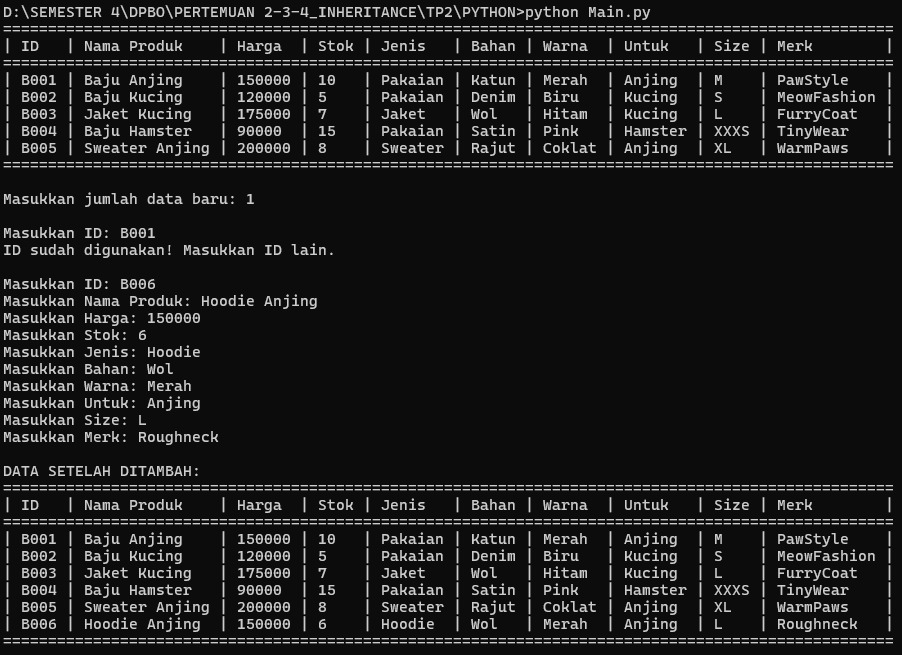 D:\SEMESTER 4\DPBO\PERTEMUAN 2-3-4_INHERITANCE\TP2\PYTHON>python Main.py
===================================================================================================
| ID   | Nama Produk    | Harga  | Stok | Jenis   | Bahan | Warna  | Untuk   | Size | Merk        |
===================================================================================================
| B001 | Baju Anjing    | 150000 | 10   | Pakaian | Katun | Merah  | Anjing  | M    | PawStyle    |
| B002 | Baju Kucing    | 120000 | 5    | Pakaian | Denim | Biru   | Kucing  | S    | MeowFashion |
| B003 | Jaket Kucing   | 175000 | 7    | Jaket   | Wol   | Hitam  | Kucing  | L    | FurryCoat   |
| B004 | Baju Hamster   | 90000  | 15   | Pakaian | Satin | Pink   | Hamster | XXXS | TinyWear    |
| B005 | Sweater Anjing | 200000 | 8    | Sweater | Rajut | Coklat | Anjing  | XL   | WarmPaws    |
===================================================================================================
Masukkan jumlah data baru: 1
Masukkan ID: B001
ID sudah digunakan! Masukkan ID lain.
Masukkan ID: B006
Masukkan Nama Produk: Hoodie Anjing
Masukkan Harga: 150000
Masukkan Stok: 6
Masukkan Jenis: Hoodie
Masukkan Bahan: Wol
Masukkan Warna: Merah
Masukkan Untuk: Anjing
Masukkan Size: L
Masukkan Merk: Roughneck
DATA SETELAH DITAMBAH:
===================================================================================================
| ID   | Nama Produk    | Harga  | Stok | Jenis   | Bahan | Warna  | Untuk   | Size | Merk        |
===================================================================================================
| B001 | Baju Anjing    | 150000 | 10   | Pakaian | Katun | Merah  | Anjing  | M    | PawStyle    |
| B002 | Baju Kucing    | 120000 | 5    | Pakaian | Denim | Biru   | Kucing  | S    | MeowFashion |
| B003 | Jaket Kucing   | 175000 | 7    | Jaket   | Wol   | Hitam  | Kucing  | L    | FurryCoat   |
| B004 | Baju Hamster   | 90000  | 15   | Pakaian | Satin | Pink   | Hamster | XXXS | TinyWear    |
| B005 | Sweater Anjing | 200000 | 8    | Sweater | Rajut | Coklat | Anjing  | XL   | WarmPaws    |
| B006 | Hoodie Anjing  | 150000 | 6    | Hoodie  | Wol   | Merah  | Anjing  | L    | Roughneck   |
===================================================================================================